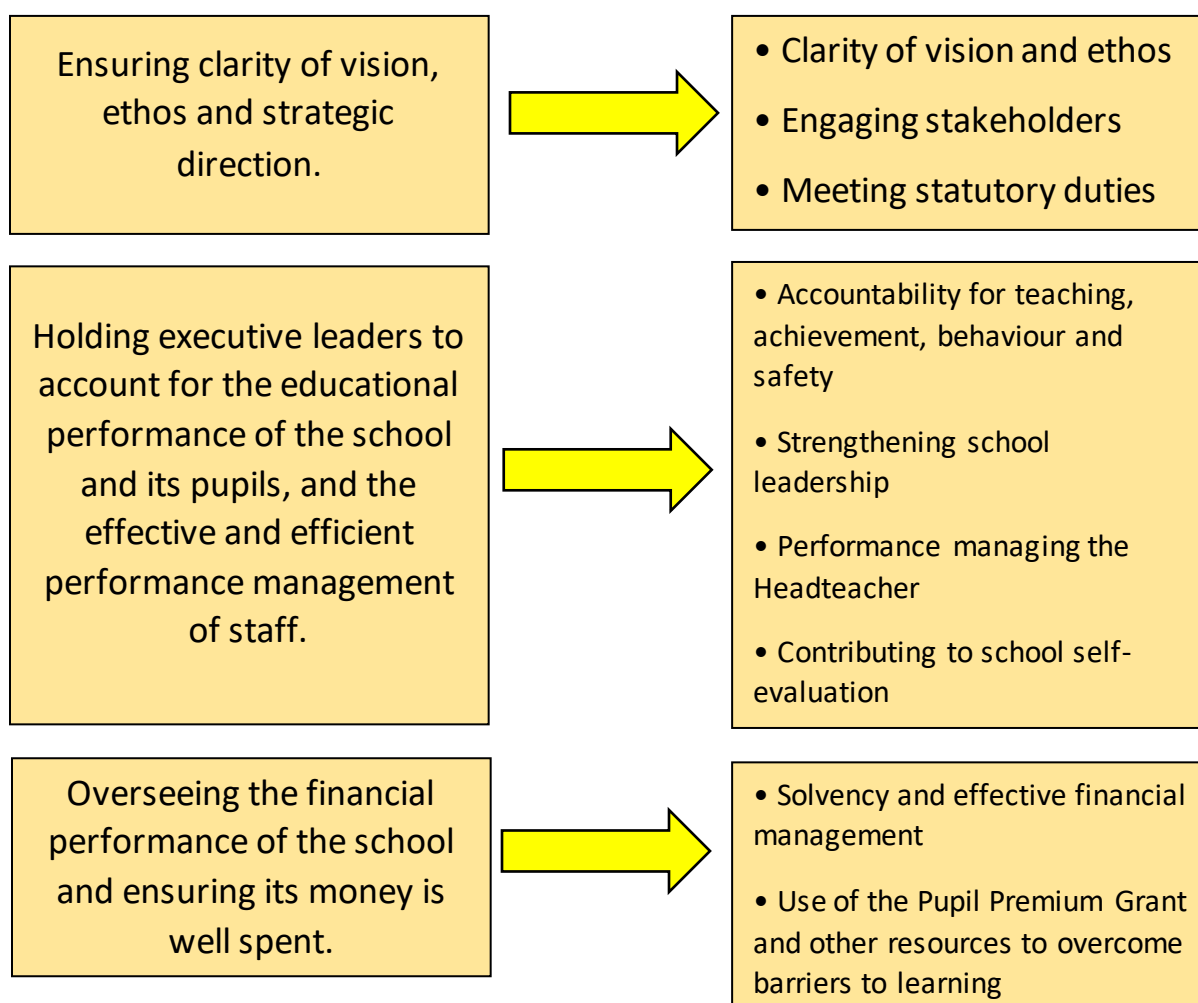 Ensuring clarity of vision,
ethos and strategic
direction.
• Clarity of vision and ethos
• Engaging stakeholders
• Meeting statutory duties
Holding executive leaders to
account for the educational
performance of the school
and its pupils, and the
effective and efficient
performance management
of staff.
• Accountability for teaching,
achievement, behaviour and
safety
• Strengthening school
leadership
• Performance managing the
Headteacher
• Contributing to school self-
evaluation
Overseeing the financial
performance of the school
and ensuring its money is
well spent.
• Solvency and effective financial
management
• Use of the Pupil Premium Grant
and other resources to overcome
barriers to learning